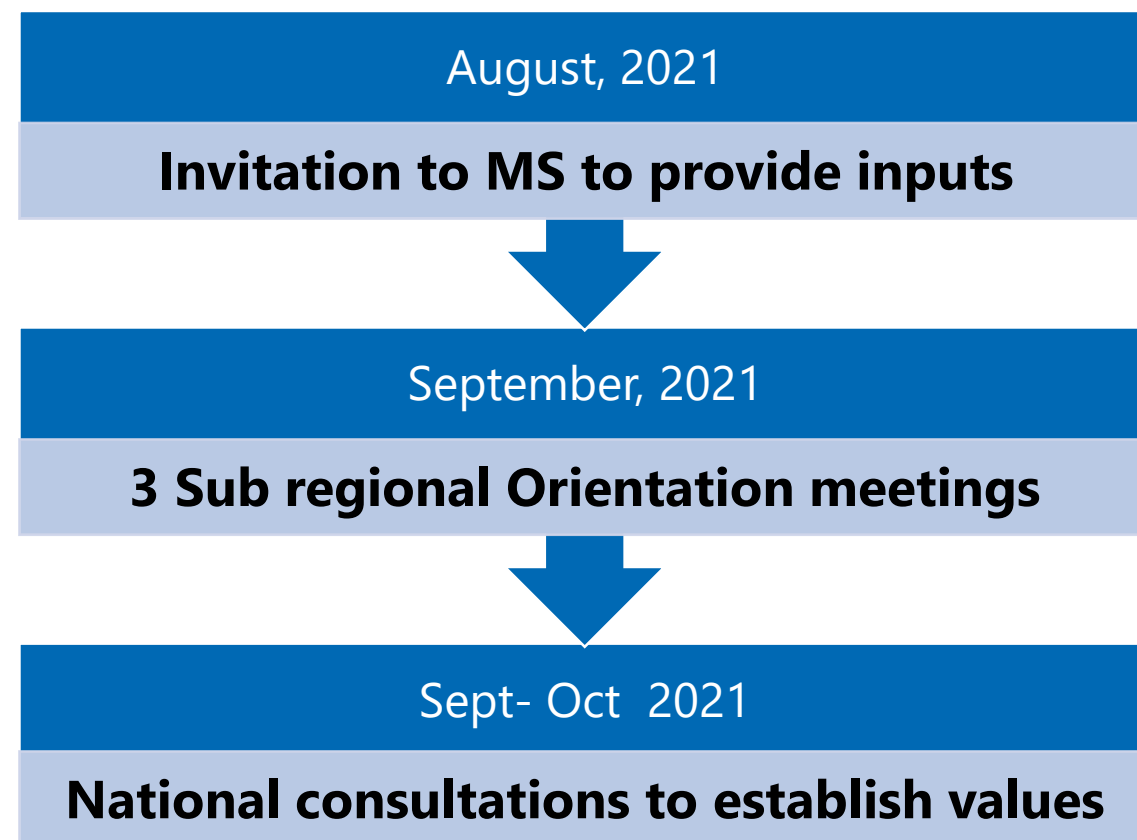 August, 2021
Invitation to MS to provide inputs
September, 2021
3 Sub regional Orientation meetings
Sept- Oct  2021
National consultations to establish values